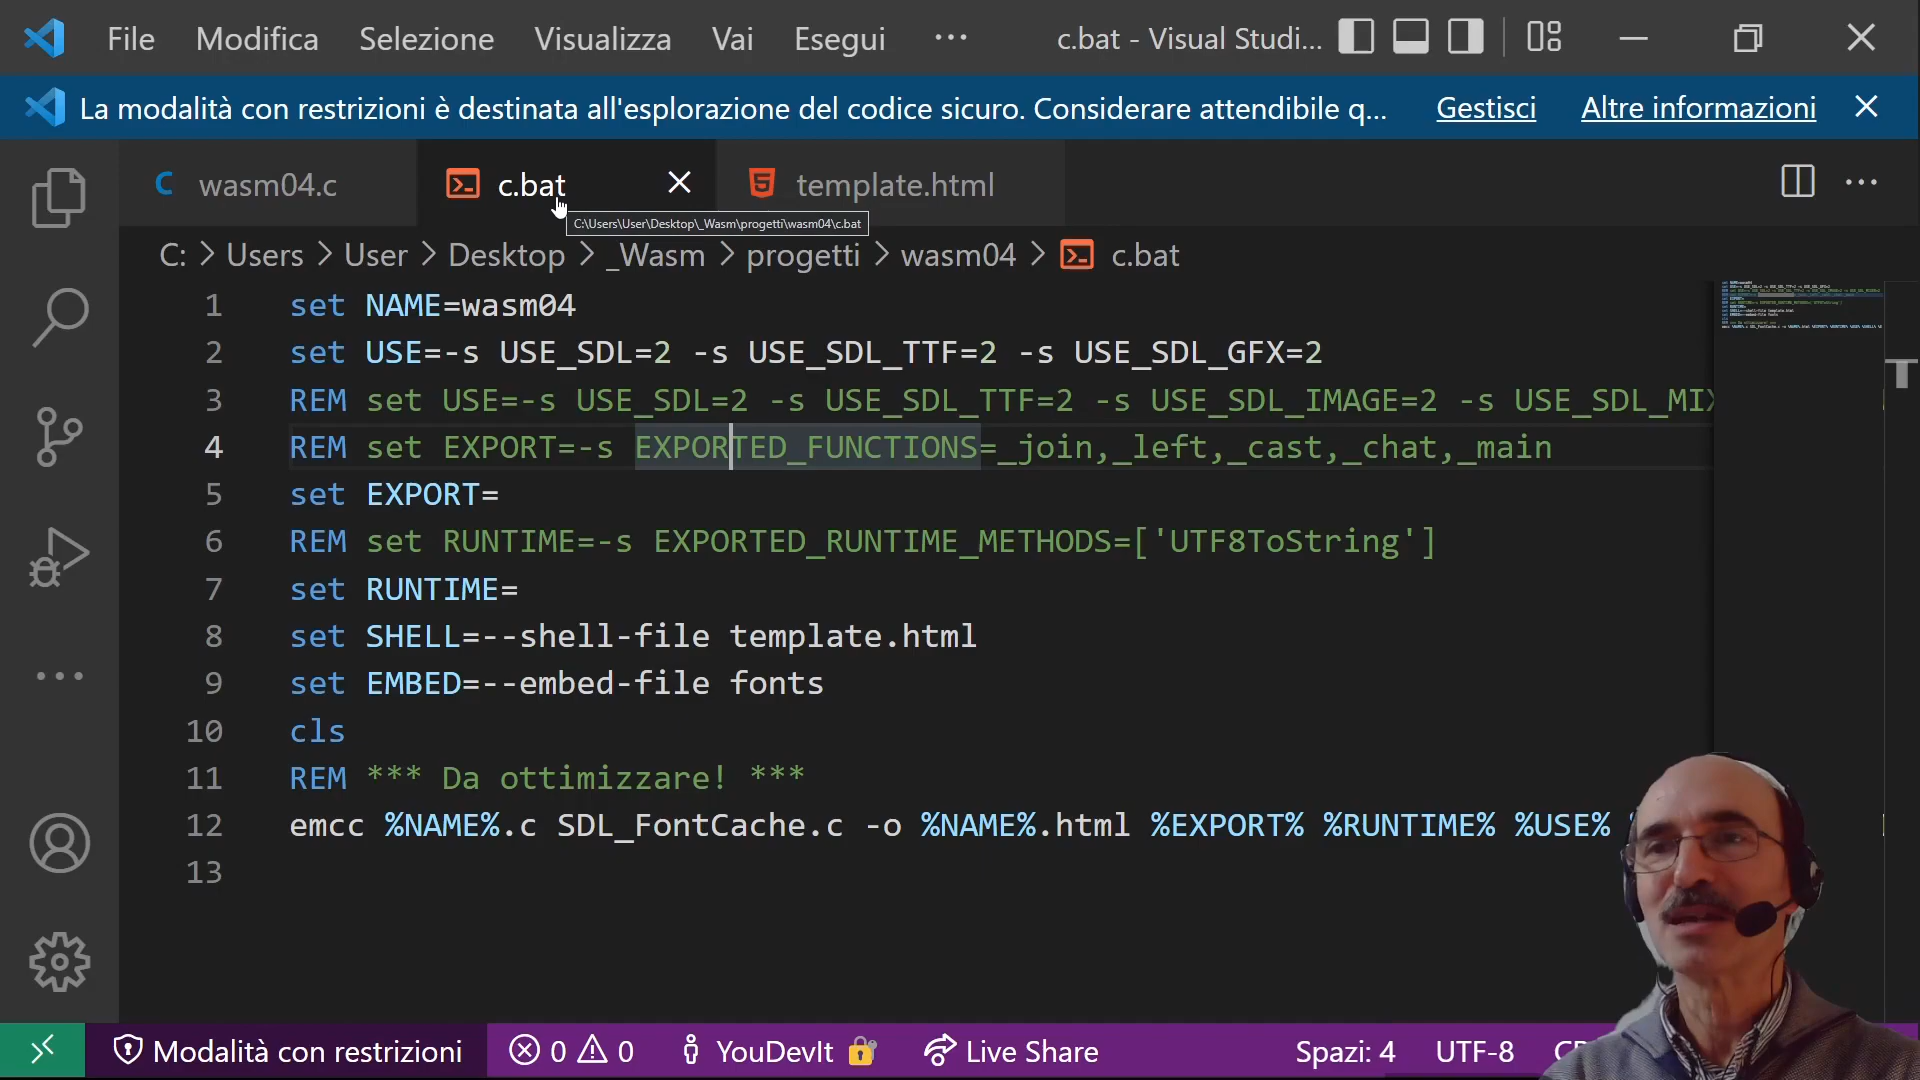 File Modifica Selezione Visualizza Vai Esegui ··· c.bat - Visual Studi...
La modalità con restrizioni è destinata all'esplorazione del codice sicuro. Considerare attendibile q... Gestisci Altre informazioni
wasm04.c c.bat template.html
C:\Users\User\Desktop\_Wasm\progetti\wasm04\c.bat
C: > Users > User > Desktop > _Wasm > progetti > wasm04 > c.bat
1 set NAME=wasm04
2 set USE=-s USE_SDL=2 -s USE_SDL_TTF=2 -s USE_SDL_GFX=2
3 REM set USE=-s USE_SDL=2 -s USE_SDL_TTF=2 -s USE_SDL_IMAGE=2 -s USE_SDL_MIX
4 REM set EXPORT=-s EXPORTED_FUNCTIONS=_join,_left,_cast,_chat,_main
5 set EXPORT=
6 REM set RUNTIME=-s EXPORTED_RUNTIME_METHODS=['UTF8ToString']
7 set RUNTIME=
8 set SHELL=--shell-file template.html
9 set EMBED=--embed-file fonts
10 cls
11 REM *** Da ottimizzare! ***
12 emcc %NAME%.c SDL_FontCache.c -o %NAME%.html %EXPORT% %RUNTIME% %USE%
13
Modalità con restrizioni 0 0 YouDevIt Live Share Spazi: 4 UTF-8